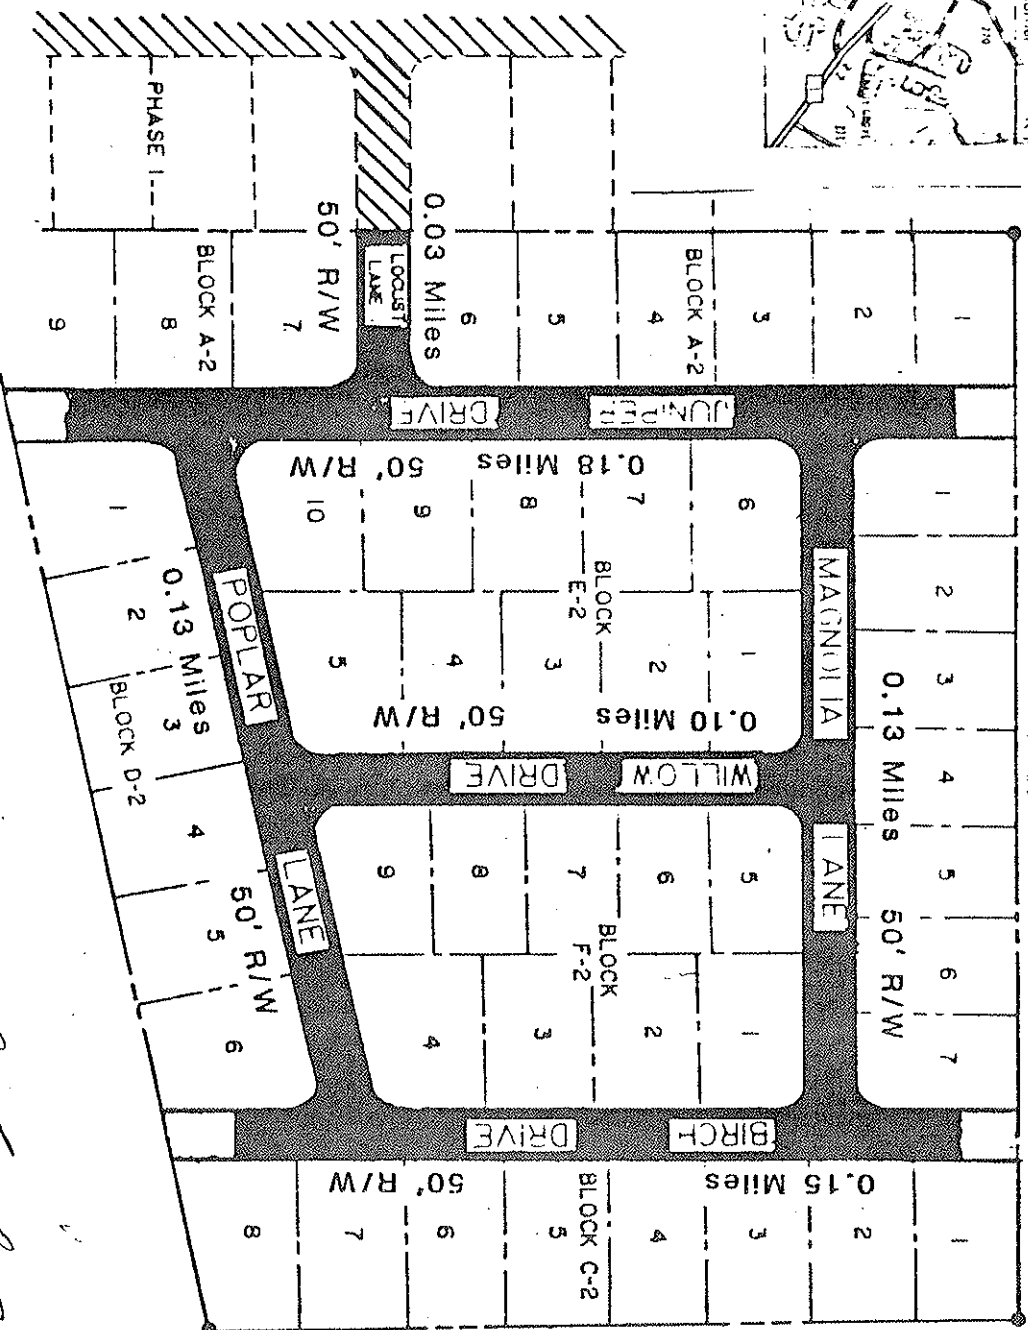 PHASE I
BLOCK A-2
9
8
7
50' R/W
LOCUST
LANE
0.03 Miles
6
5
4
BLOCK A-2
3
2
1
JUNIPER DRIVE
0.18 Miles 50' R/W
MAGNOLIA LANE
0.13 Miles 50' R/W
1
2
3
4
5
6
7
BLOCK
E-2
6
7
8
9
10
1
2
3
4
5
WILLOW DRIVE
0.10 Miles 50' R/W
BLOCK
F-2
5
6
7
8
9
1
2
3
4
POPLAR LANE
0.13 Miles 50' R/W
BLOCK D-2
1
2
3
4
5
6
BIRCH DRIVE
0.15 Miles 50' R/W
BLOCK C-2
1
2
3
4
5
6
7
8